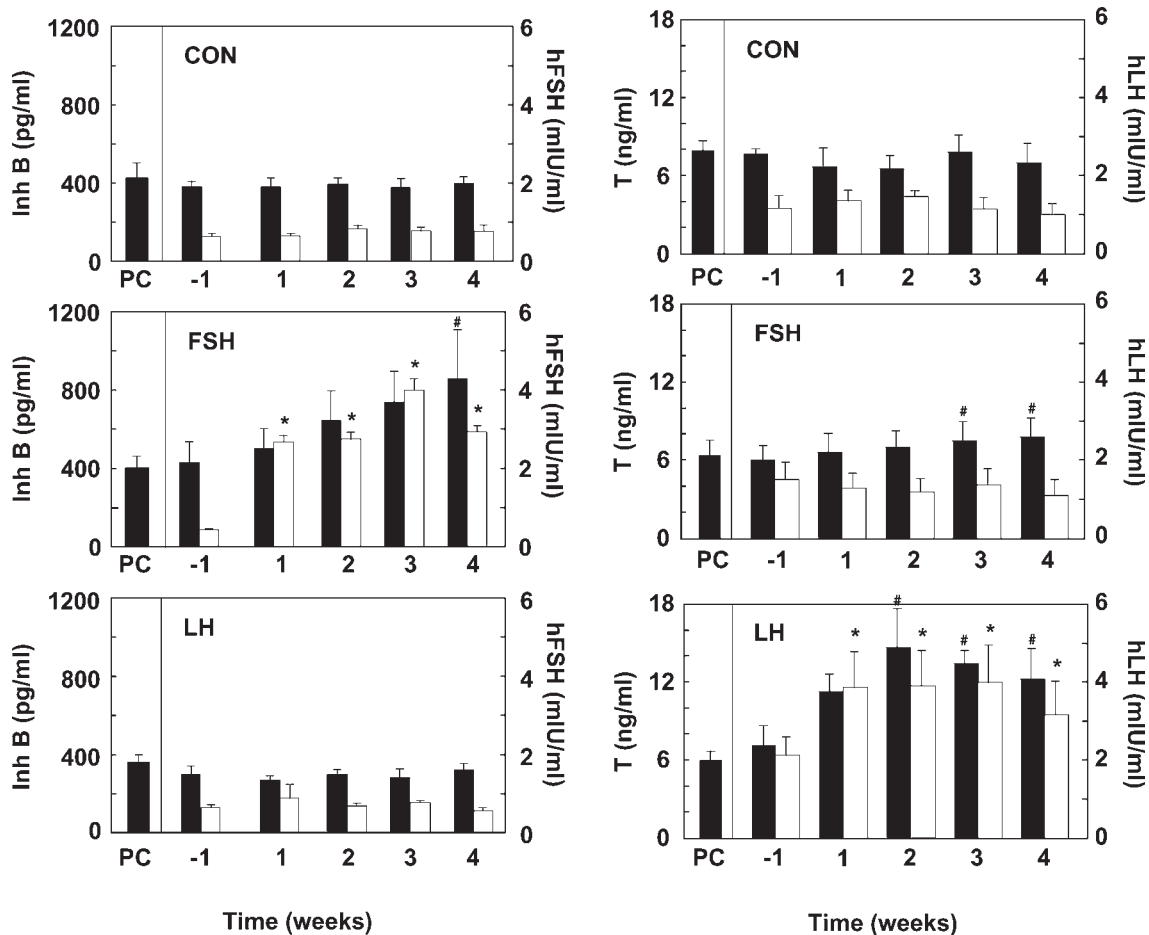 1200
800
400
0
Inh B (pg/ml)
CON
6
4
2
0
hFSH (mIU/ml)
PC -1 1 2 3 4
18
12
6
0
T (ng/ml)
CON
6
4
2
0
hLH (mIU/ml)
PC -1 1 2 3 4
1200
800
400
0
Inh B (pg/ml)
FSH
* * * # *
6
4
2
0
hFSH (mIU/ml)
PC -1 1 2 3 4
18
12
6
0
T (ng/ml)
FSH
# #
6
4
2
0
hLH (mIU/ml)
PC -1 1 2 3 4
1200
800
400
0
Inh B (pg/ml)
LH
6
4
2
0
hFSH (mIU/ml)
PC -1 1 2 3 4
Time (weeks)
18
12
6
0
T (ng/ml)
LH
* # * # * # *
6
4
2
0
hLH (mIU/ml)
PC -1 1 2 3 4
Time (weeks)